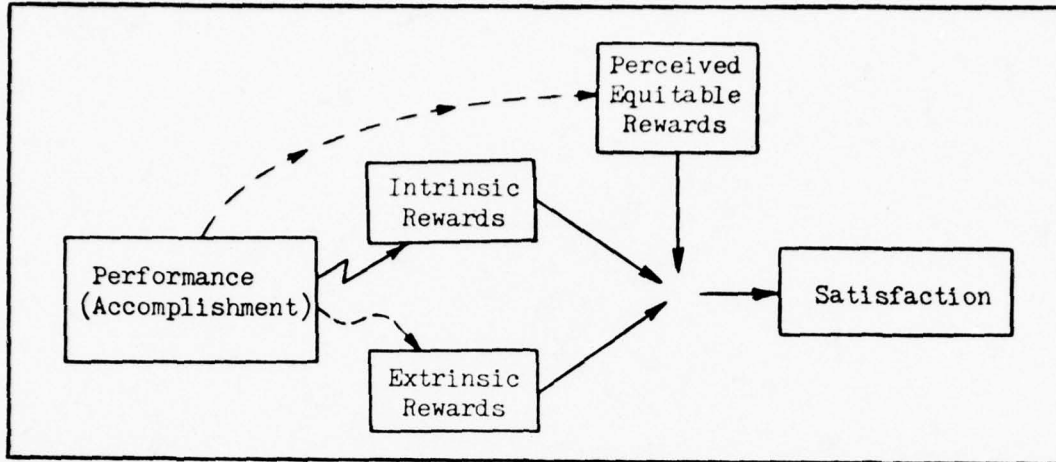 Perceived
Equitable
Rewards
Intrinsic
Rewards
Performance
(Accomplishment)
Satisfaction
Extrinsic
Rewards